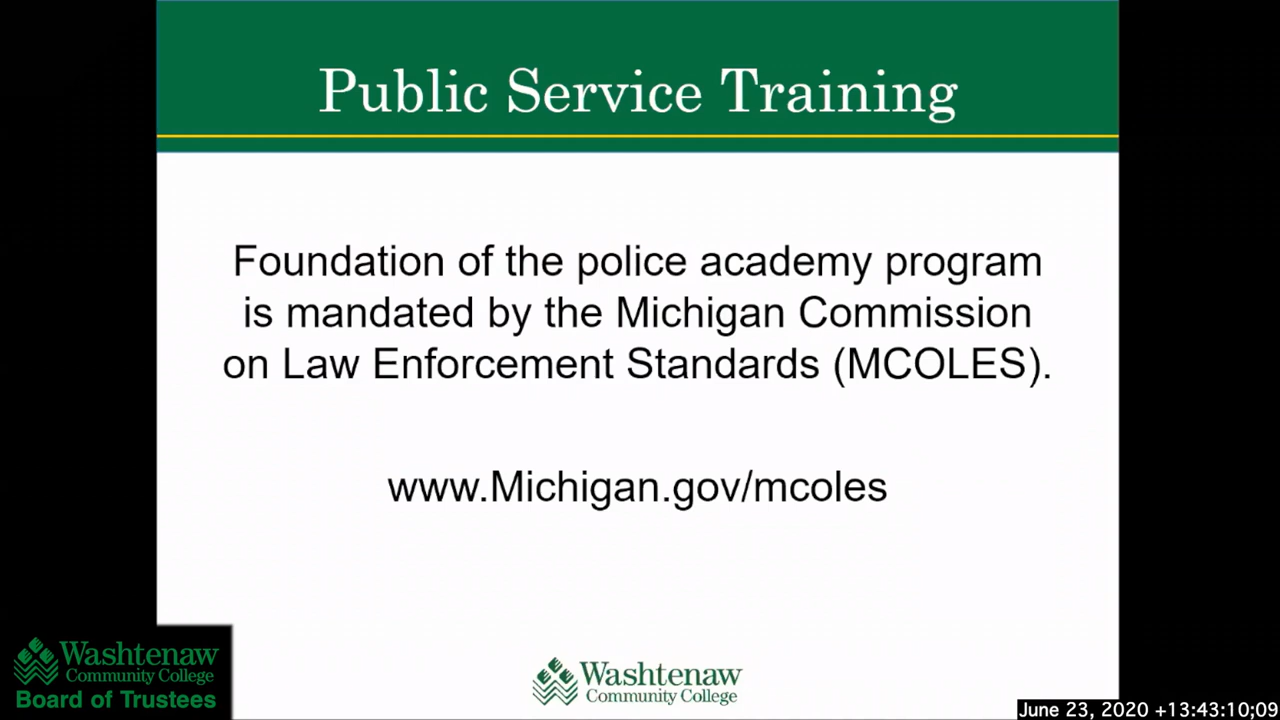 Public Service Training
Foundation of the police academy program
is mandated by the Michigan Commission
on Law Enforcement Standards (MCOLES).
www.Michigan.gov/mcoles
Washtenaw
Community College
Board of Trustees
Washtenaw
Community College
June 23, 2020 +13:43:10;09